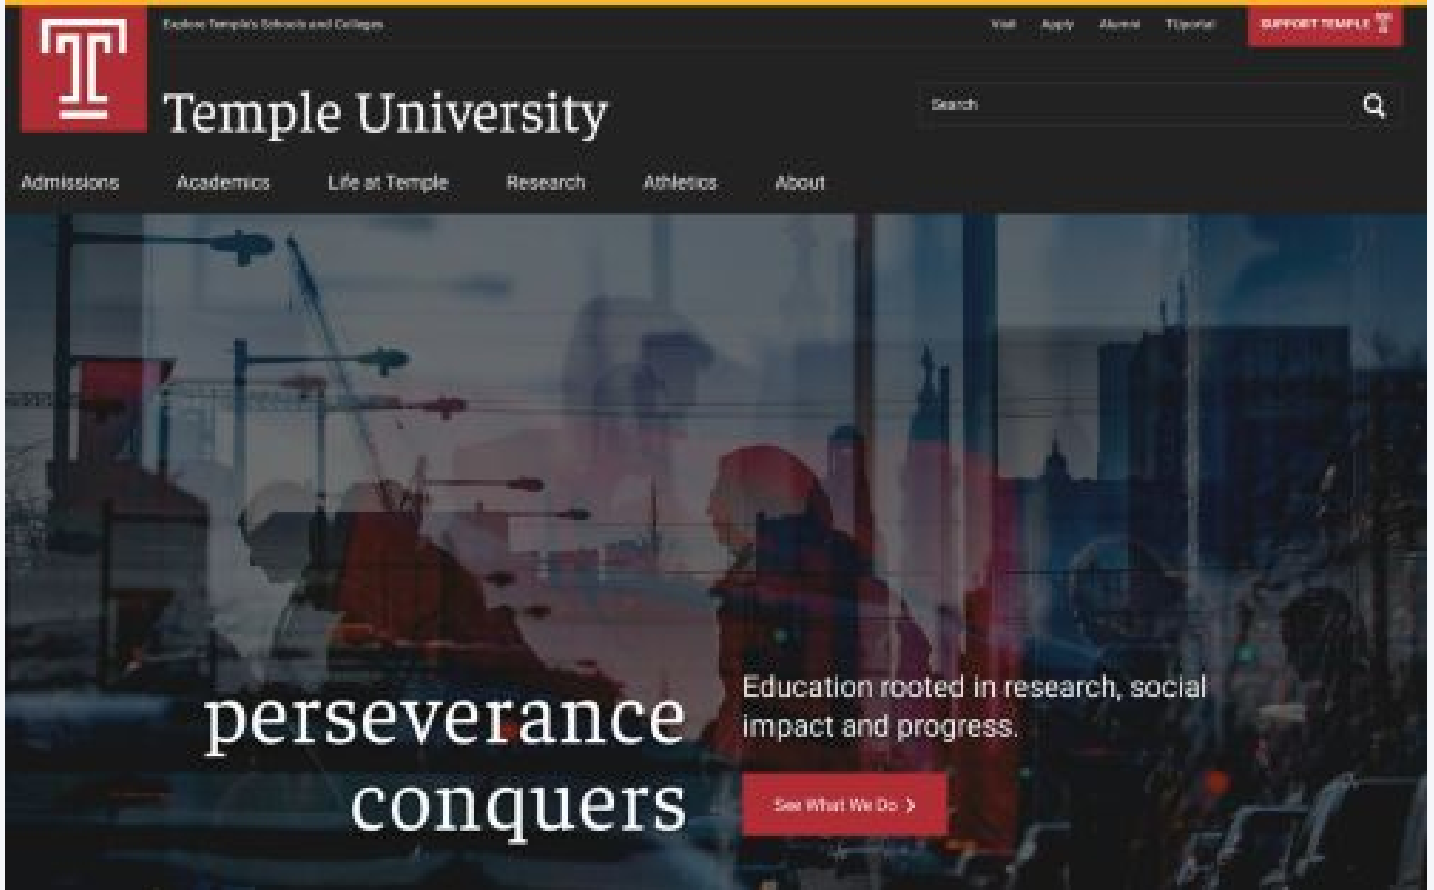 Explore Temple's Schools and Colleges
Visit Apply Alumni TUportal SUPPORT TEMPLE
Temple University
Search
Admissions Academics Life at Temple Research Athletics About
perseverance
conquers
Education rooted in research, social
impact and progress.
See What We Do